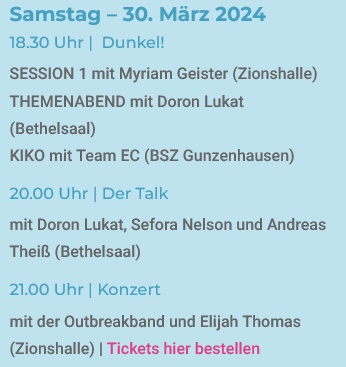 Samstag – 30. März 2024
18.30 Uhr | Dunkel!
SESSION 1 mit Myriam Geister (Zionshalle)
THEMENABEND mit Doron Lukat
(Bethelsaal)
KIKO mit Team EC (BSZ Gunzenhausen)
20.00 Uhr | Der Talk
mit Doron Lukat, Sefora Nelson und Andreas
Theiß (Bethelsaal)
21.00 Uhr | Konzert
mit der Outbreakband und Elijah Thomas
(Zionshalle) | Tickets hier bestellen